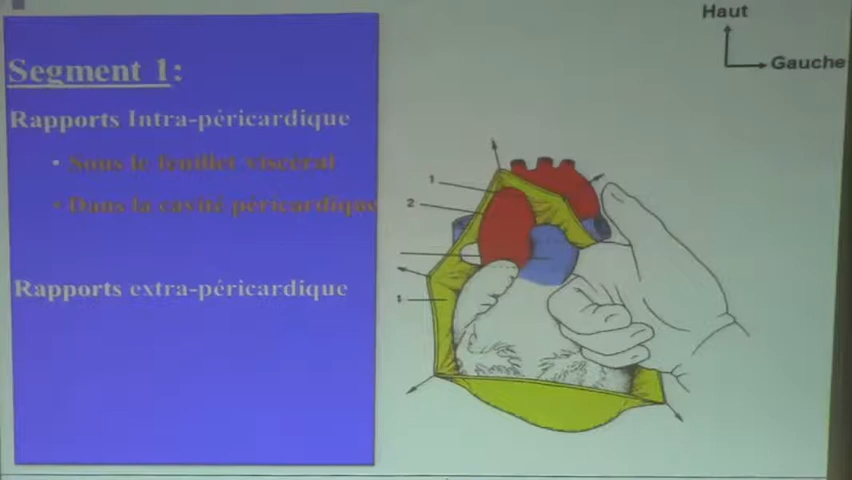 Segment 1:
Rapports Intra-péricardique
• Sous le feuillet viscéral
• Dans la cavité péricardique
Rapports extra-péricardique
Haut
Gauche
1
2
1